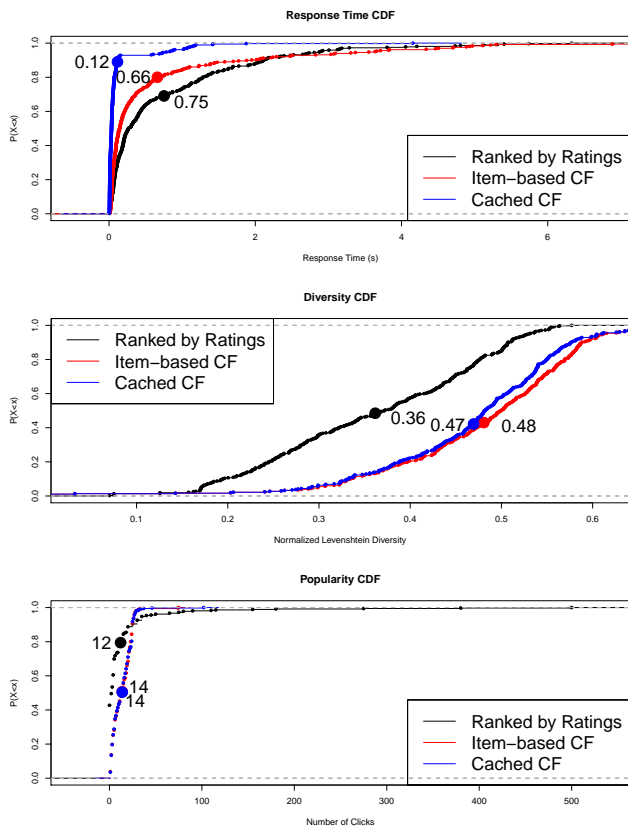 Response Time CDF
P(X<x)
1.0
0.8
0.6
0.4
0.2
0.0
0.12
0.66
0.75
Ranked by Ratings
Item−based CF
Cached CF
0
2
4
6
Response Time (s)
Diversity CDF
P(X<x)
1.0
0.8
0.6
0.4
0.2
0.0
Ranked by Ratings
Item−based CF
Cached CF
0.36
0.47
0.48
0.1
0.2
0.3
0.4
0.5
0.6
Normalized Levenshtein Diversity
Popularity CDF
P(X<x)
1.0
0.8
0.6
0.4
0.2
0.0
12
14
14
Ranked by Ratings
Item−based CF
Cached CF
0
100
200
300
400
500
Number of Clicks